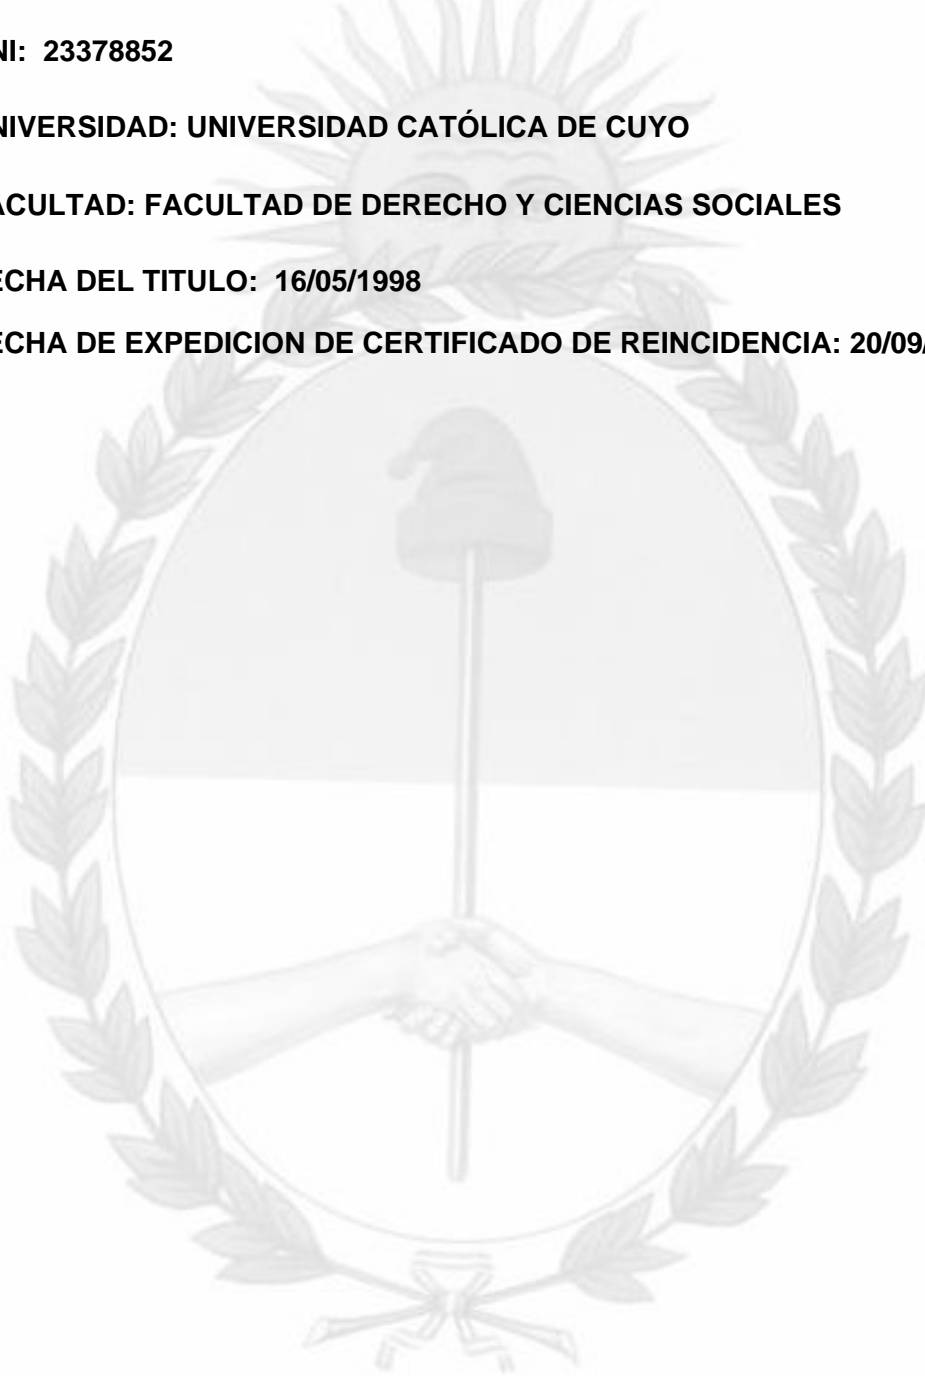 NI: 23378852
NIVERSIDAD: UNIVERSIDAD CATÓLICA DE CUYO
ACULTAD: FACULTAD DE DERECHO Y CIENCIAS SOCIALES
ECHA DEL TITULO: 16/05/1998
ECHA DE EXPEDICION DE CERTIFICADO DE REINCIDENCIA: 20/09/